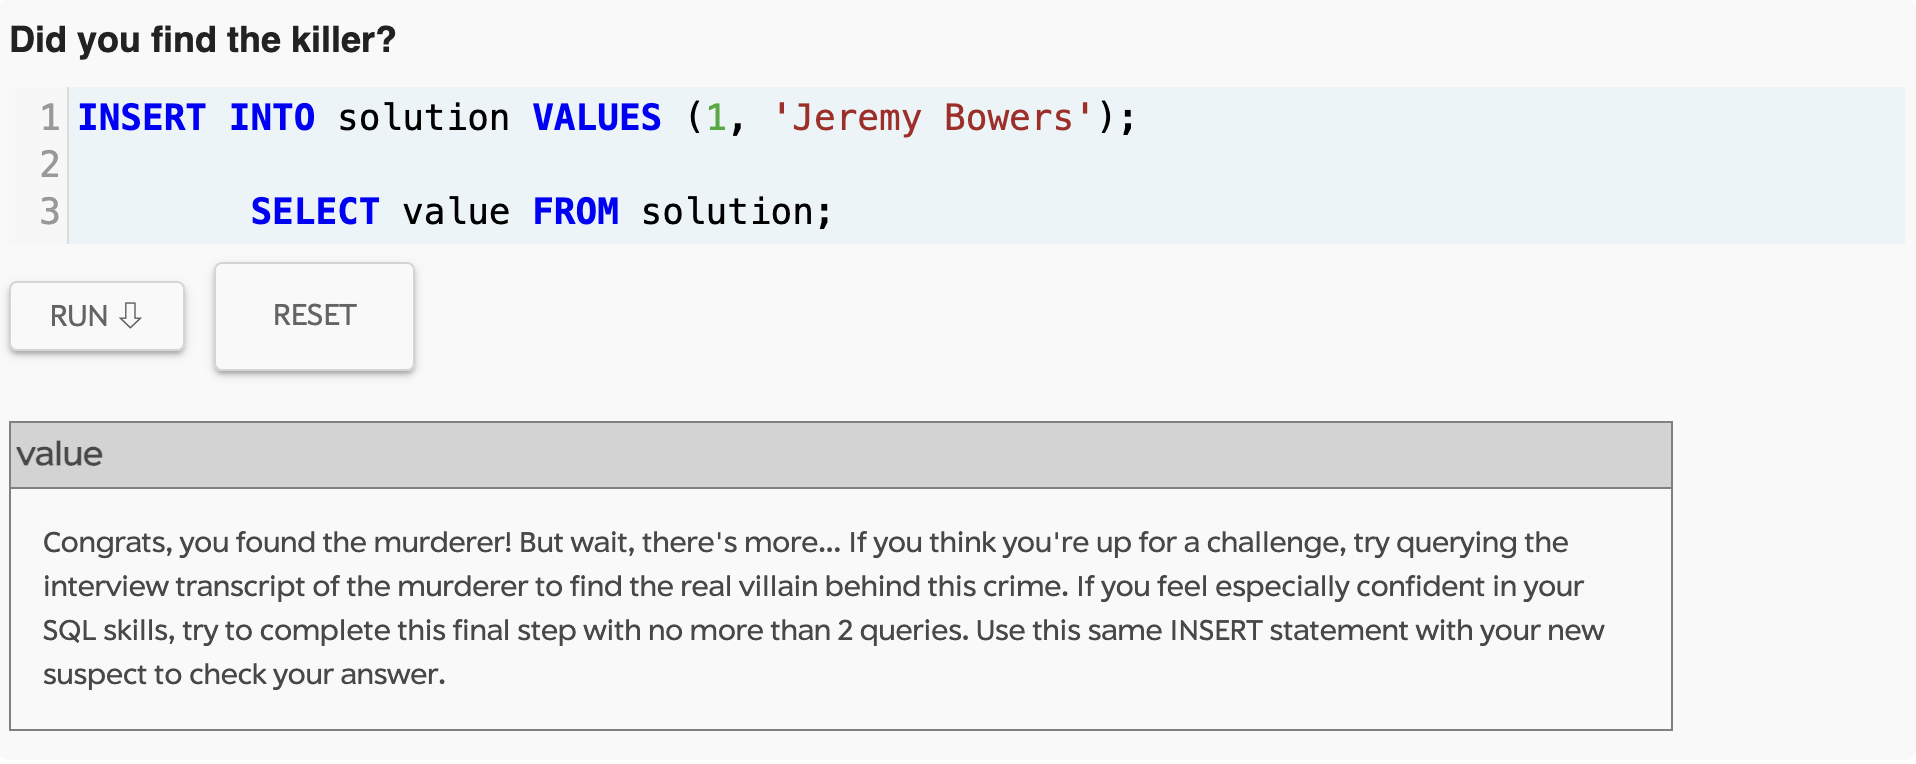 Did you find the killer?
1 INSERT INTO solution VALUES (1, 'Jeremy Bowers');
2
3 SELECT value FROM solution;
RUN ⇩
RESET
value
Congrats, you found the murderer! But wait, there's more... If you think you're up for a challenge, try querying the
interview transcript of the murderer to find the real villain behind this crime. If you feel especially confident in your
SQL skills, try to complete this final step with no more than 2 queries. Use this same INSERT statement with your new
suspect to check your answer.